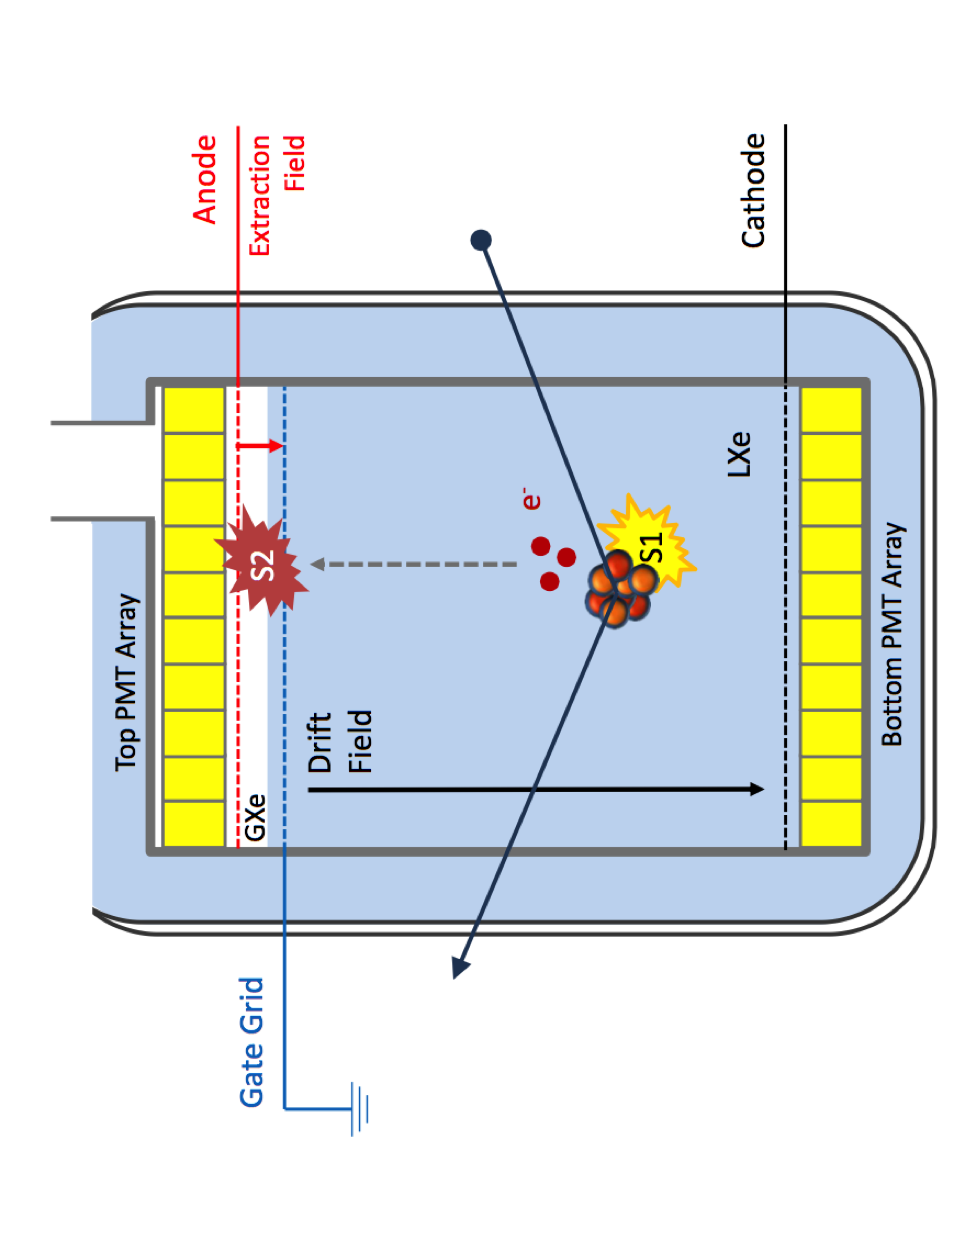 Top PMT Array
Anode
Extraction
Field
S2
GXe
Gate Grid
Drift
Field
e-
S1
LXe
Cathode
Bottom PMT Array